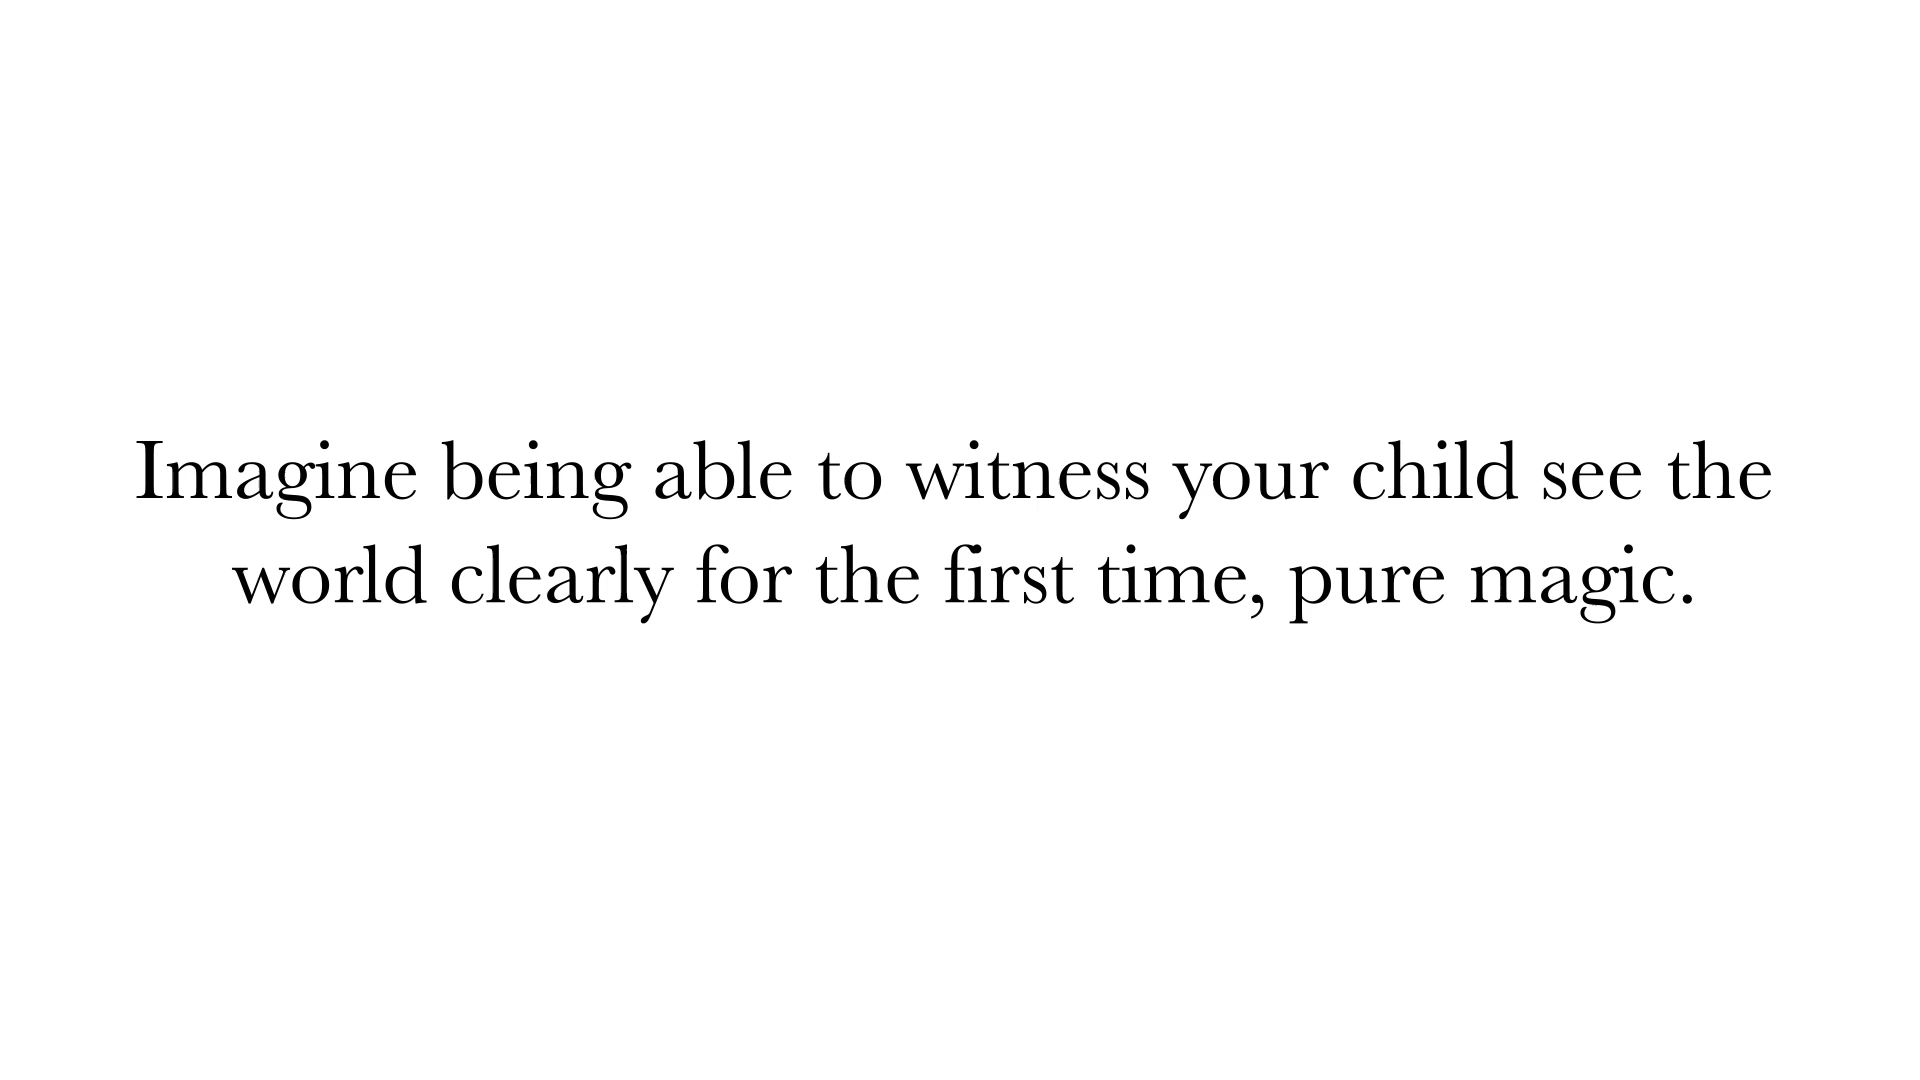 Imagine being able to witness your child see the
world clearly for the first time, pure magic.